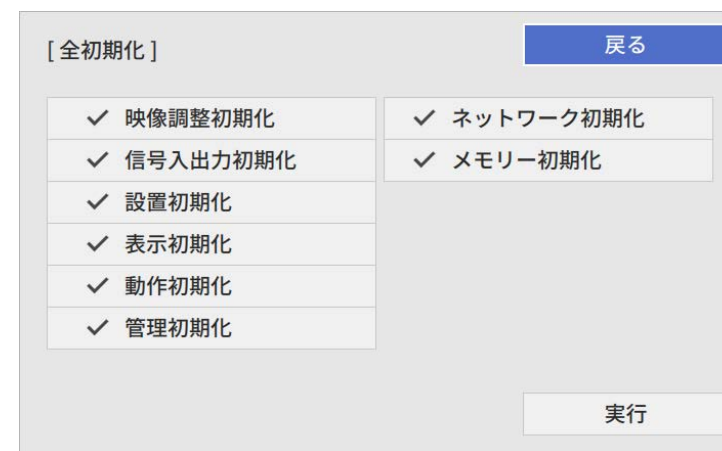 [ 全初期化 ]
戻る
映像調整初期化
信号入出力初期化
設置初期化
表示初期化
動作初期化
管理初期化
ネットワーク初期化
メモリー初期化
実行